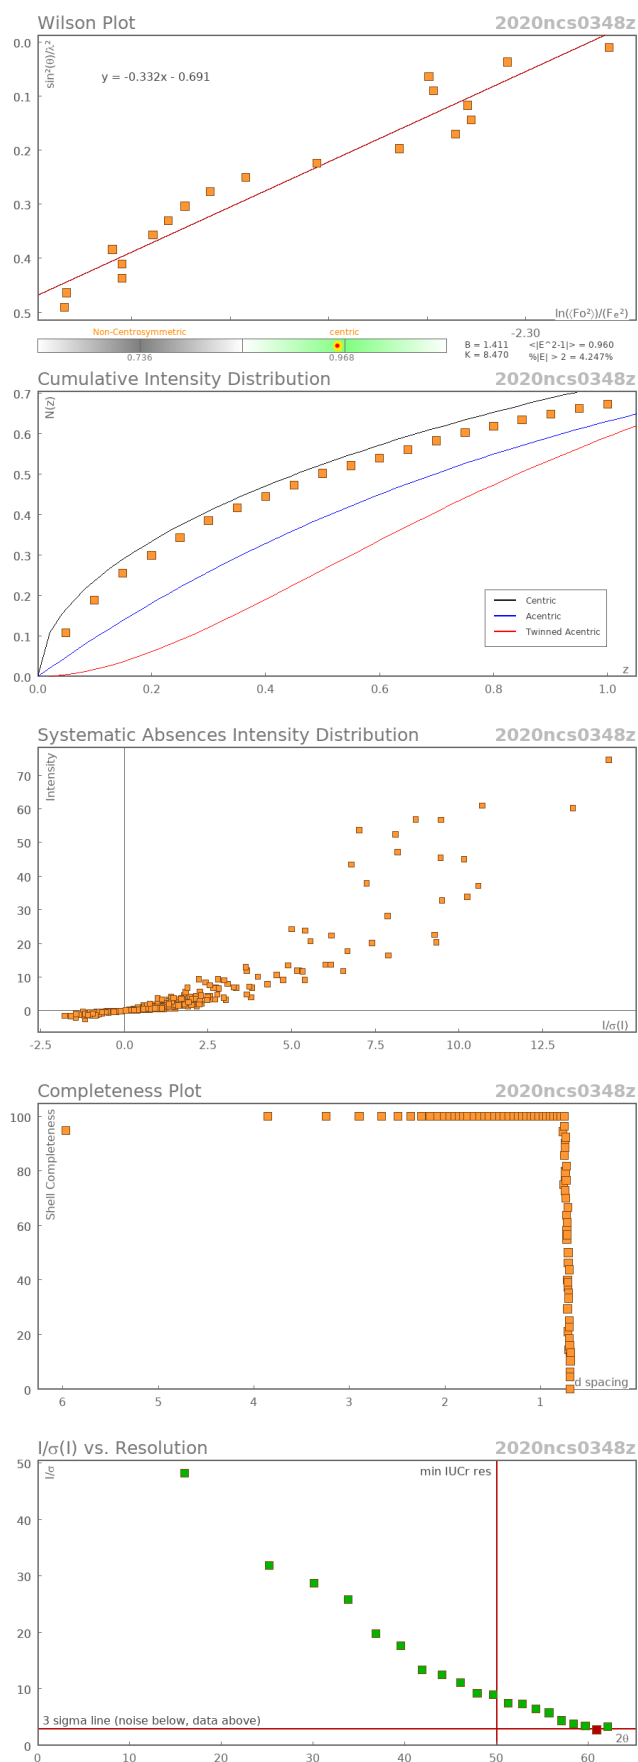 Wilson Plot 2020ncs0348z
sin²(θ)/λ²
y = -0.332x - 0.691
0.0
0.1
0.2
0.3
0.4
0.5
ln(⟨Fo²⟩)/(Fe²)
-2.30
Non-Centrosymmetric centric
0.736 0.968
B = 1.411 <|E^2-1|> = 0.960
K = 8.470 %|E| > 2 = 4.247%
Cumulative Intensity Distribution 2020ncs0348z
N(z)
0.7
0.6
0.5
0.4
0.3
0.2
0.1
0.0
Centric
Acentric
Twinned Acentric
z
0.0 0.2 0.4 0.6 0.8 1.0
Systematic Absences Intensity Distribution 2020ncs0348z
Intensity
70
60
50
40
30
20
10
0
I/σ(I)
-2.5 0.0 2.5 5.0 7.5 10.0 12.5
Completeness Plot 2020ncs0348z
Shell Completeness
100
80
60
40
20
0
d spacing
6 5 4 3 2 1
I/σ(I) vs. Resolution 2020ncs0348z
I/σ
min IUCr res
50
40
30
20
10
0
3 sigma line (noise below, data above)
2θ
0 10 20 30 40 50 60